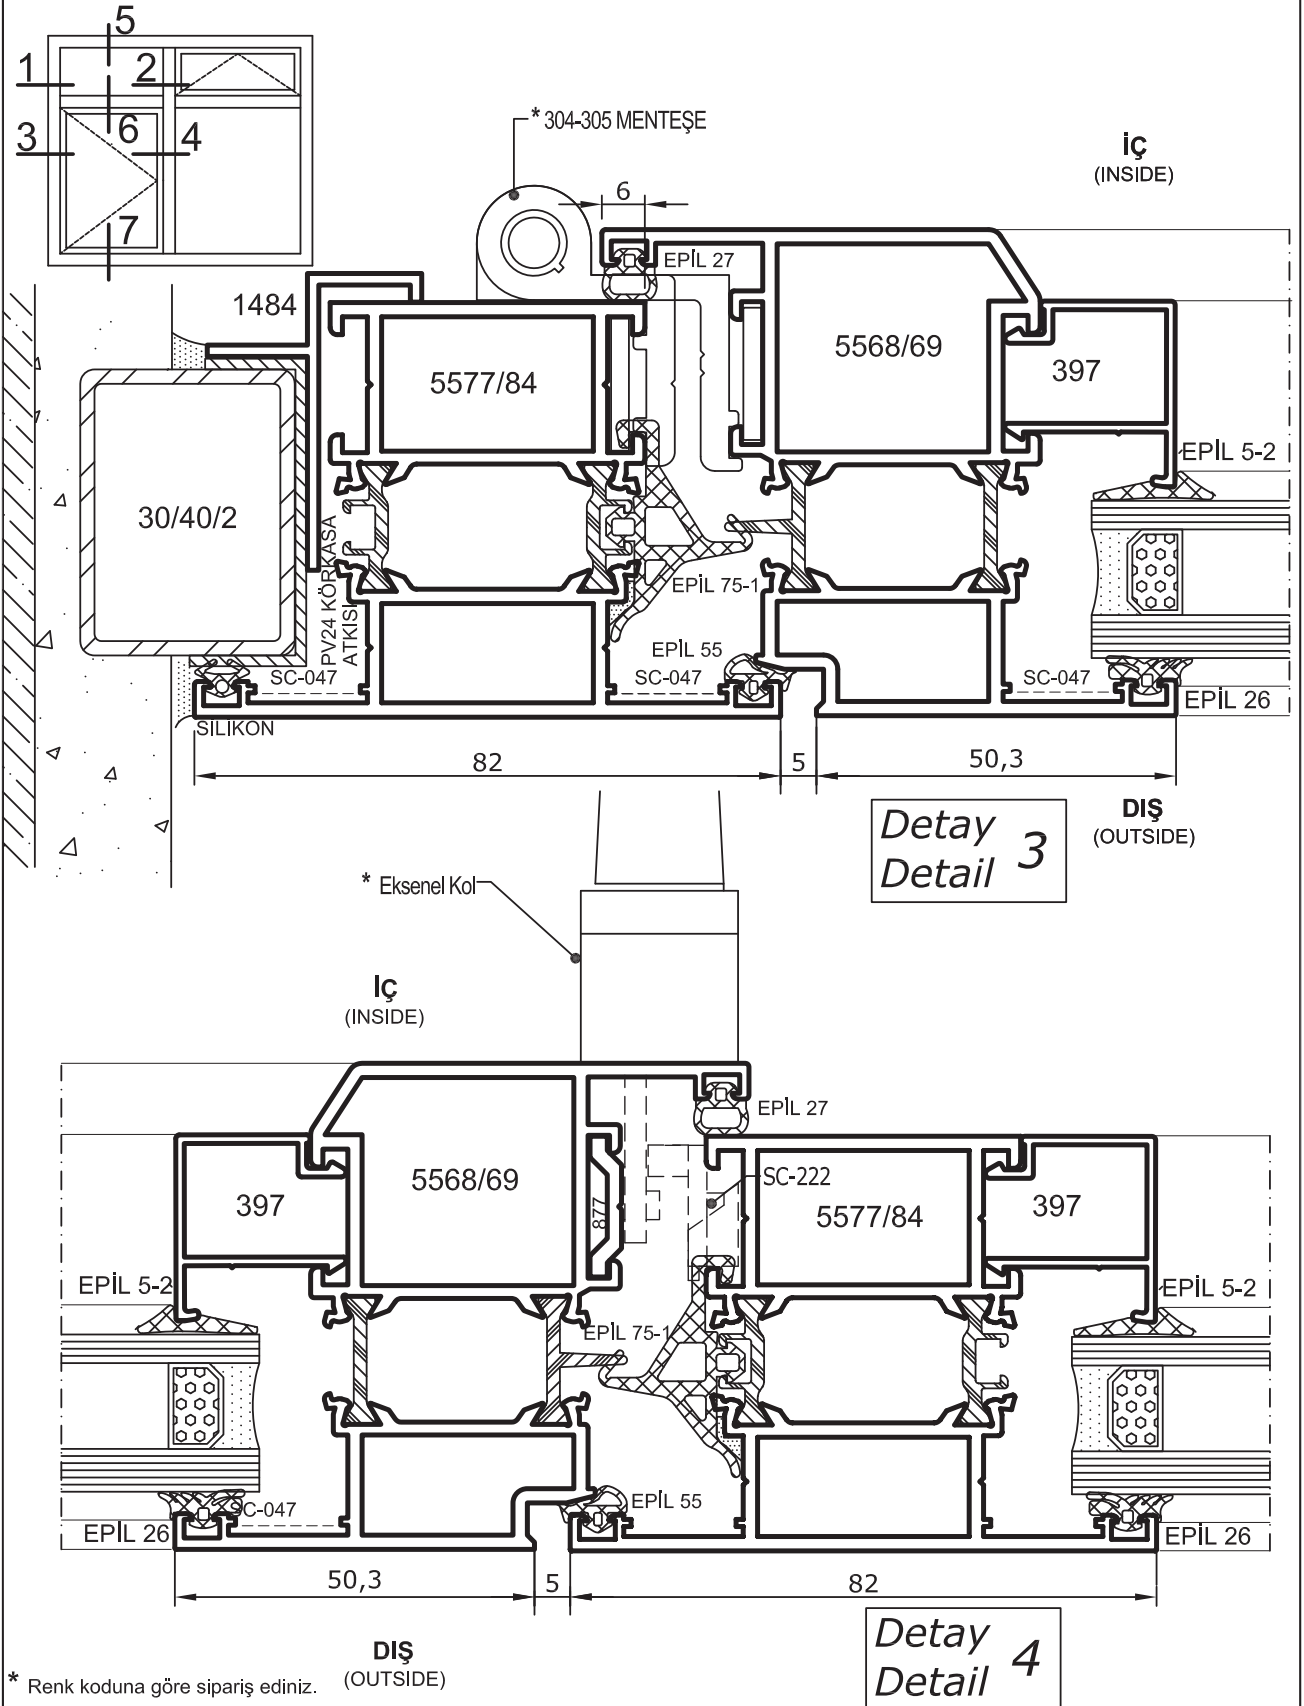 5
1
2
3
6
4
7
* 304-305 MENTEŞE
İÇ
(INSIDE)
6
EPİL 27
1484
5568/69
5577/84
397
EPİL 5-2
30/40/2
PV24 KÖRKASA
ATKISI
EPİL 75-1
EPİL 55
SC-047
SC-047
SC-047
EPİL 26
SİLİKON
82
5
50,3
Detay
Detail 3
DIŞ
(OUTSIDE)
* Eksenel Kol
İÇ
(INSIDE)
EPİL 27
5568/69
SC-222
397
877
5577/84
397
EPİL 5-2
EPİL 5-2
EPİL 75-1
EPİL 55
C-047
EPİL 26
EPİL 26
50,3
5
82
DIŞ
(OUTSIDE)
Detay
Detail 4
* Renk koduna göre sipariş ediniz.